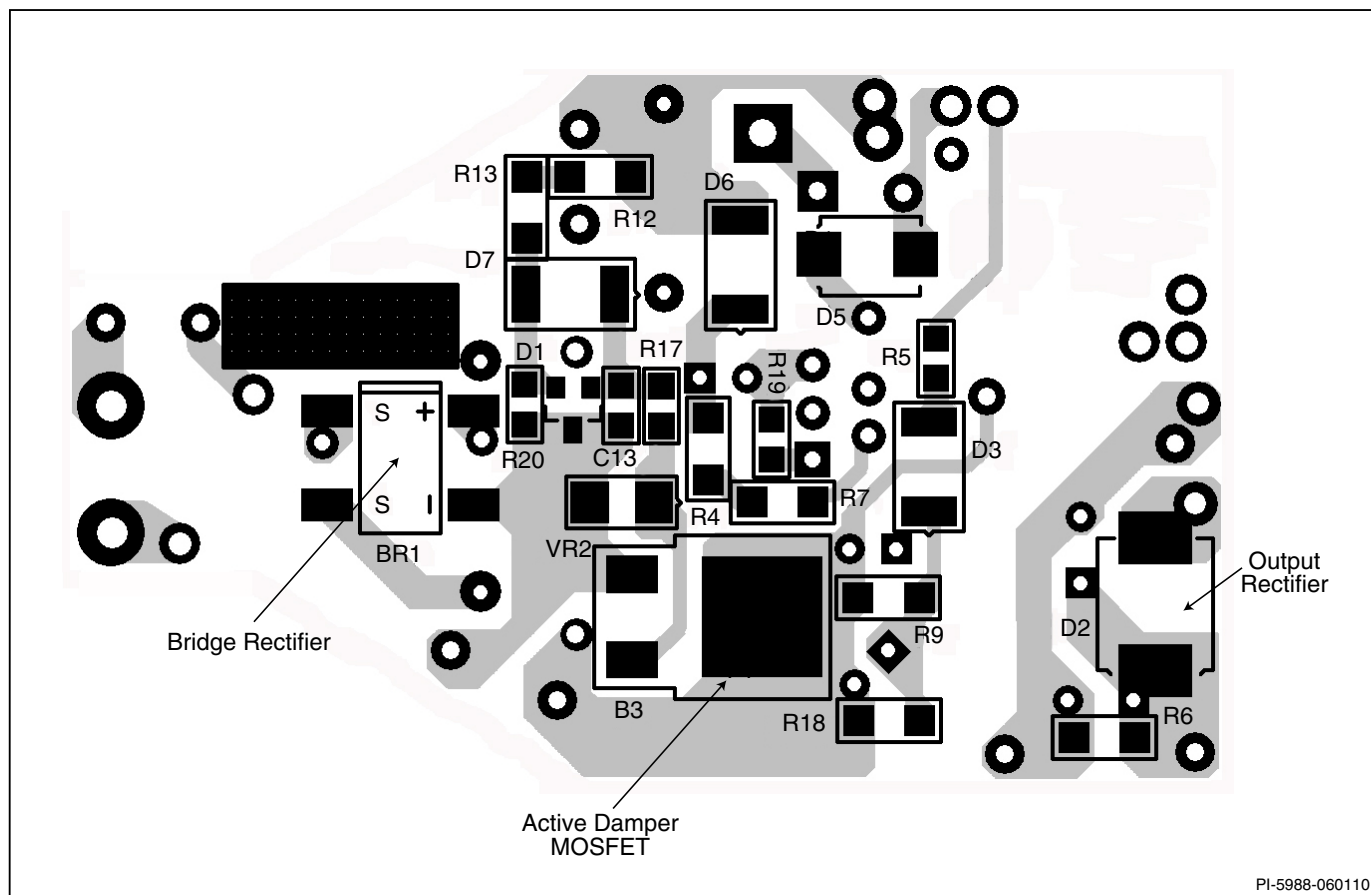 R13
R12
D6
D7
D5
D1
R17
R19
R5
S
+
R20
C13
D3
S
–
R4
R7
BR1
VR2
Output
Rectifier
D2
R9
Bridge Rectifier
B3
R18
R6
Active Damper
MOSFET
PI-5988-060110